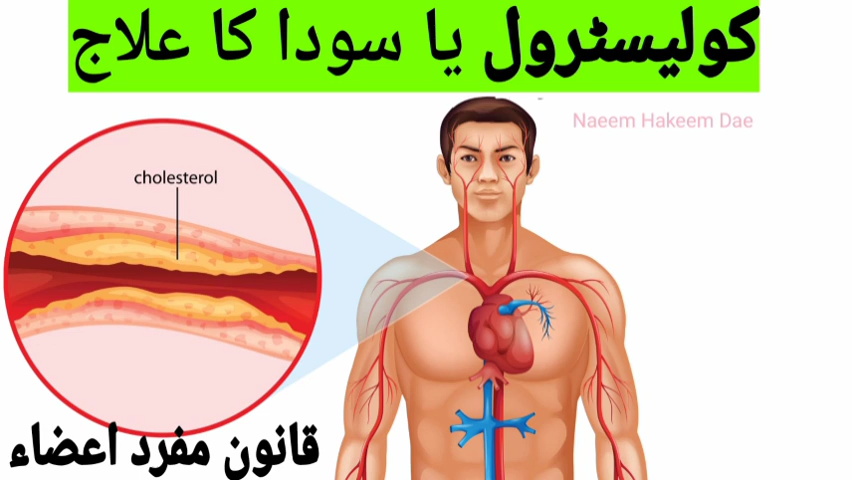 کولیسٹرول یا سودا کا علاج
Naeem Hakeem Dae
cholesterol
قانون مفرد اعضاء